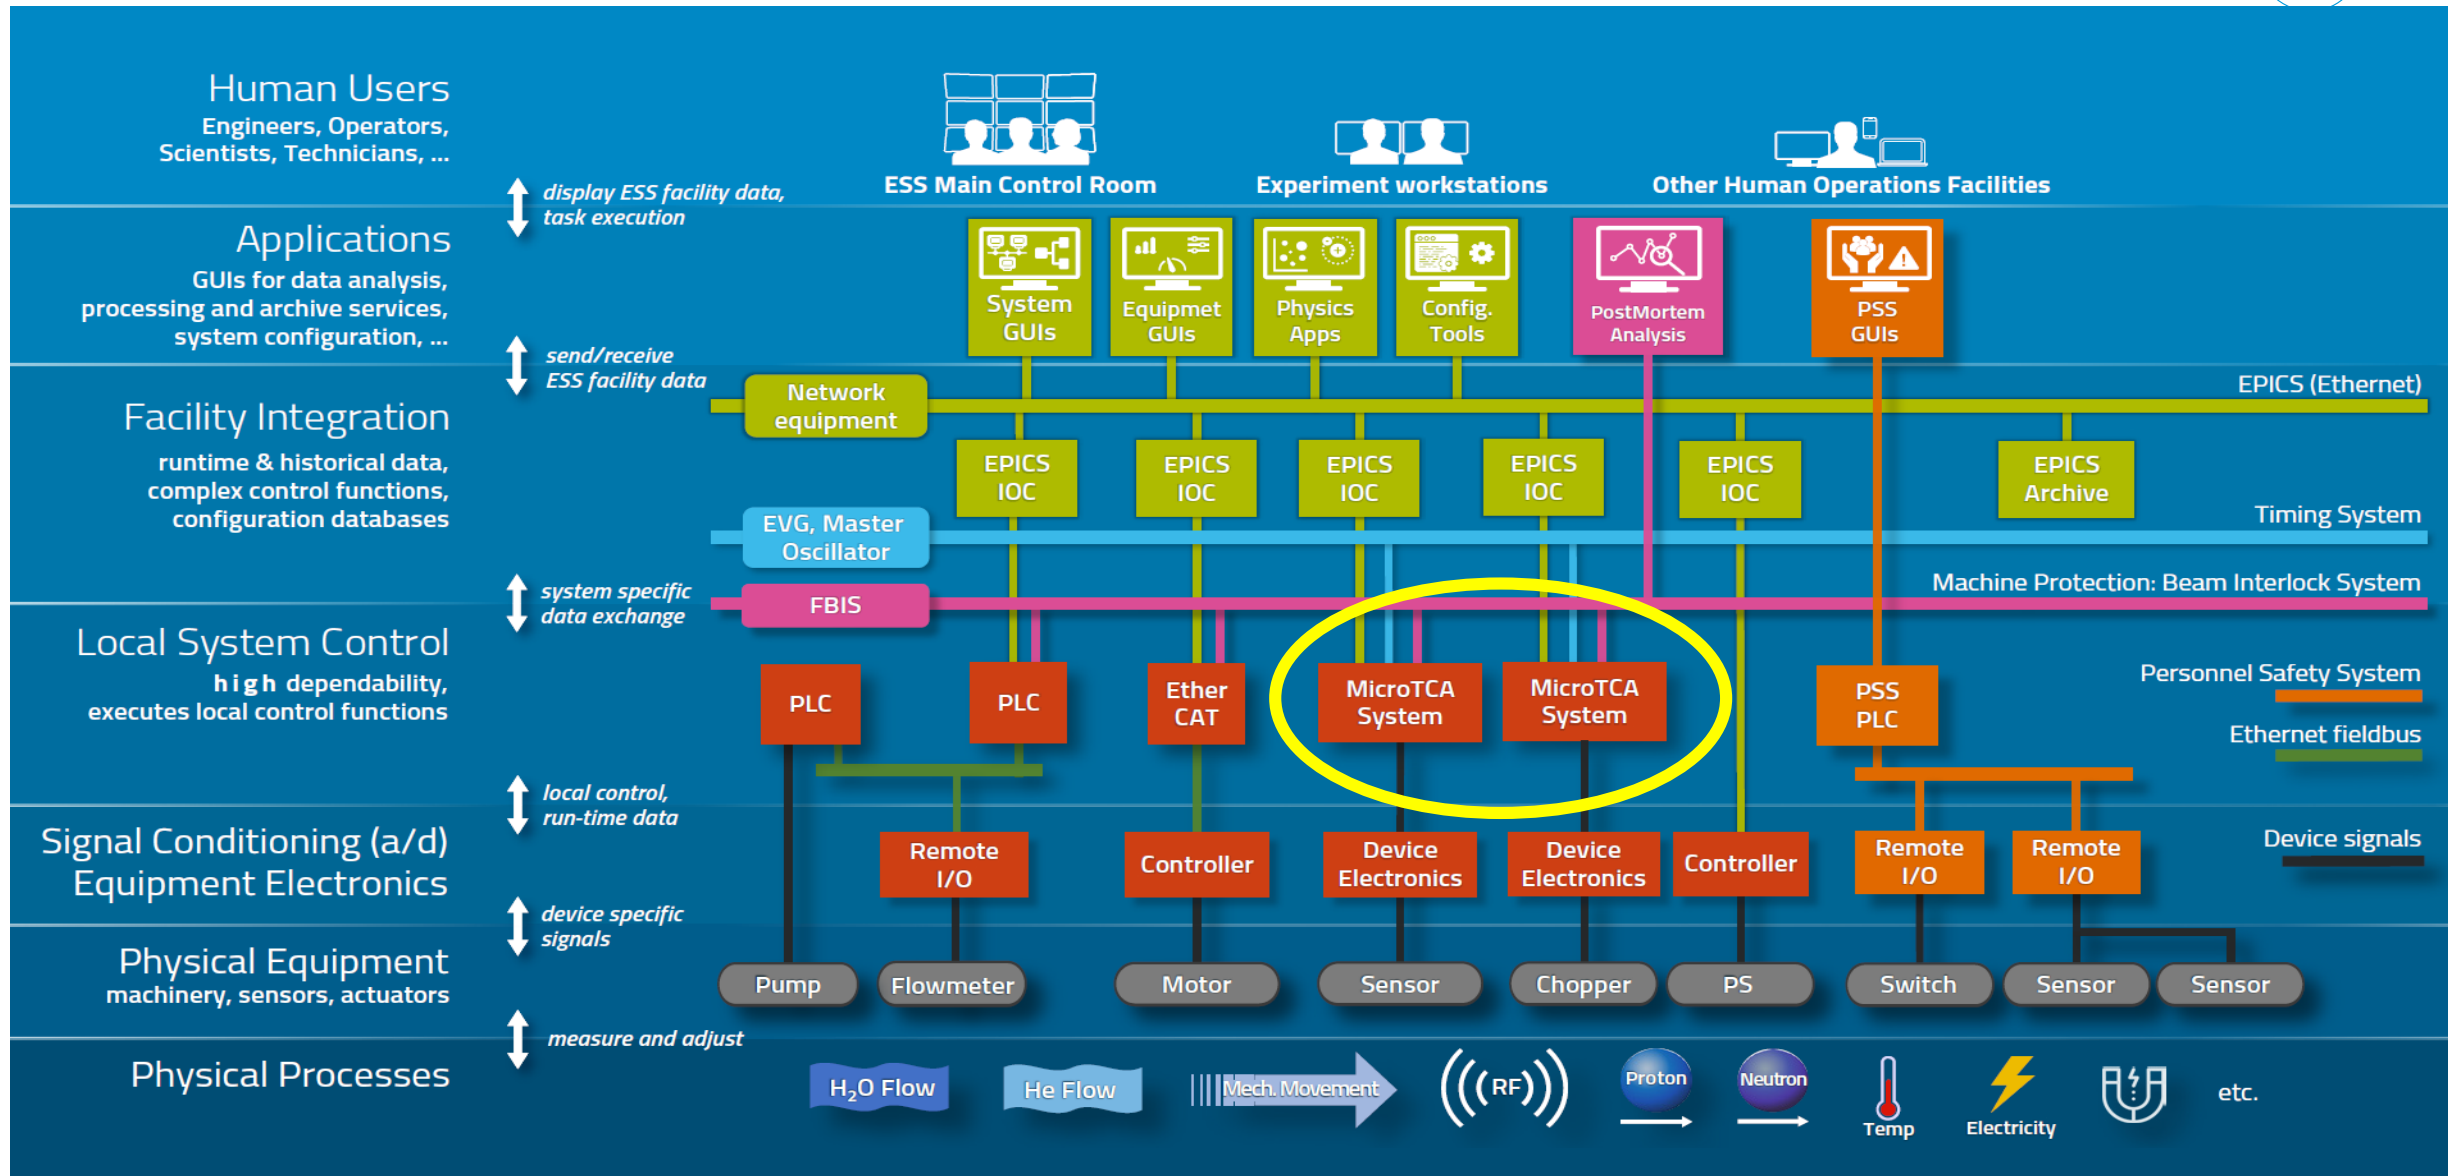 Human Users
Engineers, Operators,
Scientists, Technicians, ...
display ESS facility data,
task execution
ESS Main Control Room
Experiment workstations
Other Human Operations Facilities
Applications
GUIs for data analysis,
processing and archive services,
system configuration, ...
System
GUIs
Equipmet
GUIs
Physics
Apps
Config.
Tools
PostMortem
Analysis
PSS
GUIs
send/receive
ESS facility data
Facility Integration
runtime & historical data,
complex control functions,
configuration databases
Network
equipment
EPICS (Ethernet)
EPICS
IOC
EPICS
IOC
EPICS
IOC
EPICS
IOC
EPICS
IOC
EPICS
Archive
EVG, Master
Oscillator
Timing System
system specific
data exchange
FBIS
Machine Protection: Beam Interlock System
Local System Control
high dependability,
executes local control functions
PLC
PLC
Ether
CAT
MicroTCA
System
MicroTCA
System
PSS
PLC
Personnel Safety System
Ethernet fieldbus
local control,
run-time data
Signal Conditioning (a/d)
Equipment Electronics
Remote
I/O
Controller
Device
Electronics
Device
Electronics
Controller
Remote
I/O
Remote
I/O
Device signals
device specific
signals
Physical Equipment
machinery, sensors, actuators
Pump
Flowmeter
Motor
Sensor
Chopper
PS
Switch
Sensor
Sensor
measure and adjust
Physical Processes
H₂O Flow
He Flow
Mech. Movement
RF
Proton
Neutron
Temp
Electricity
etc.